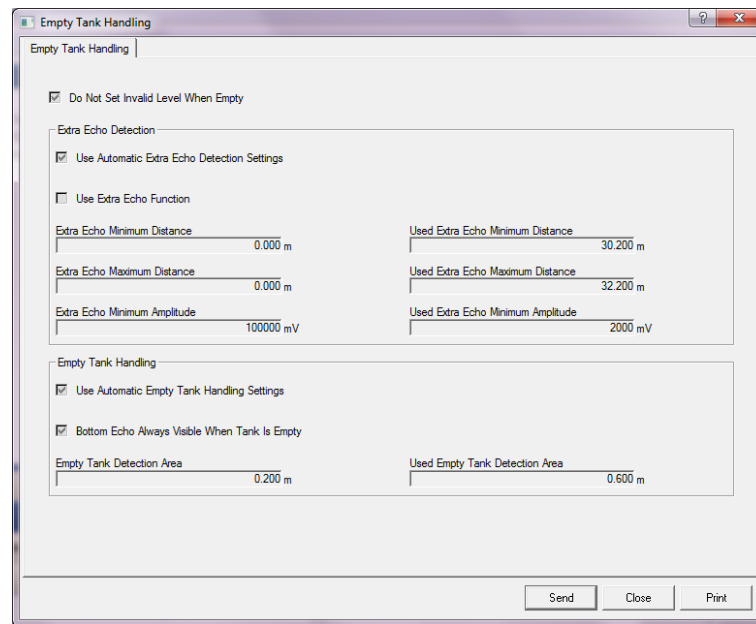 Empty Tank Handling
?
X
Empty Tank Handling
Do Not Set Invalid Level When Empty
Extra Echo Detection
Use Automatic Extra Echo Detection Settings
Use Extra Echo Function
Extra Echo Minimum Distance Used Extra Echo Minimum Distance
0.000 m 30.200 m
Extra Echo Maximum Distance Used Extra Echo Maximum Distance
0.000 m 32.200 m
Extra Echo Minimum Amplitude Used Extra Echo Minimum Amplitude
100000 mV 2000 mV
Empty Tank Handling
Use Automatic Empty Tank Handling Settings
Bottom Echo Always Visible When Tank Is Empty
Empty Tank Detection Area Used Empty Tank Detection Area
0.200 m 0.600 m
Send Close Print